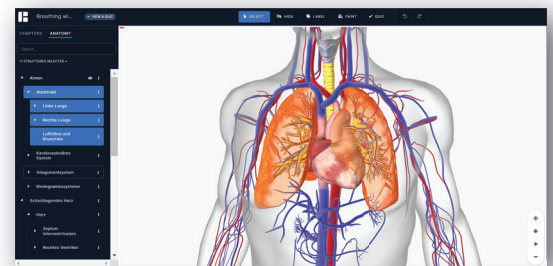 Breathing wi...
+ VIEW & QUIZ
SELECT
HIDE
LABEL
PAINT
QUIZ
CHAPTERS
ANATOMY
Search...
STRUCTURES SELECTED
Atmen
Atemtrakt
Linke Lunge
Rechte Lunge
Luftröhre und
Bronchien
Kardiovaskuläres
System
Integumentsystem
Bindegewebssysteme
Schlagendes Herz
Herz
Septum
interventriculare
Rechtes Ventrikel